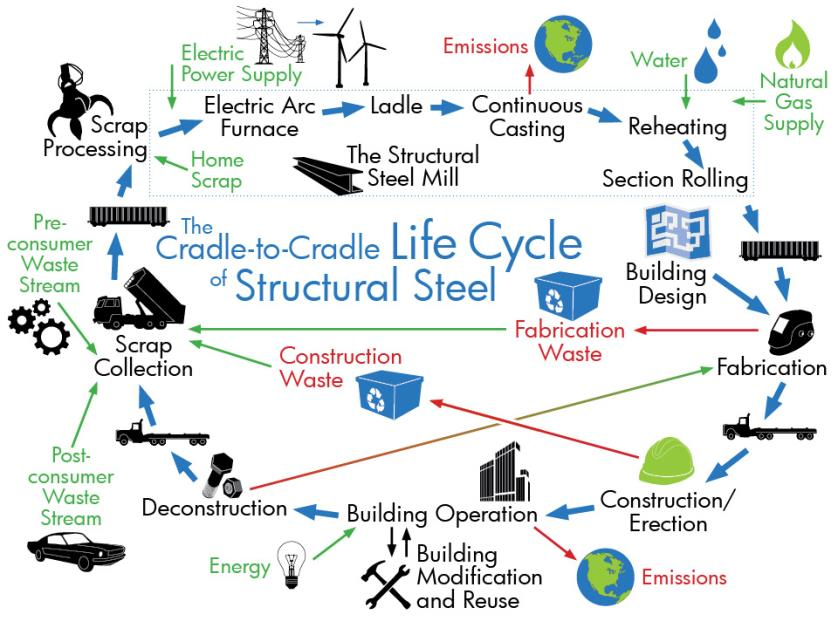 Electric
Power Supply
Emissions
Water
Natural
Gas
Supply
Scrap
Processing
Electric Arc
Furnace
Ladle
Continuous
Casting
Reheating
Home
Scrap
The Structural
Steel Mill
Section Rolling
The
Cradle-to-Cradle Life Cycle
of Structural Steel
Pre-
consumer
Waste
Stream
Building
Design
Scrap
Collection
Construction
Waste
Fabrication
Waste
Fabrication
Post-
consumer
Waste
Stream
Deconstruction
Building Operation
Construction/
Erection
Energy
Building
Modification
and Reuse
Emissions